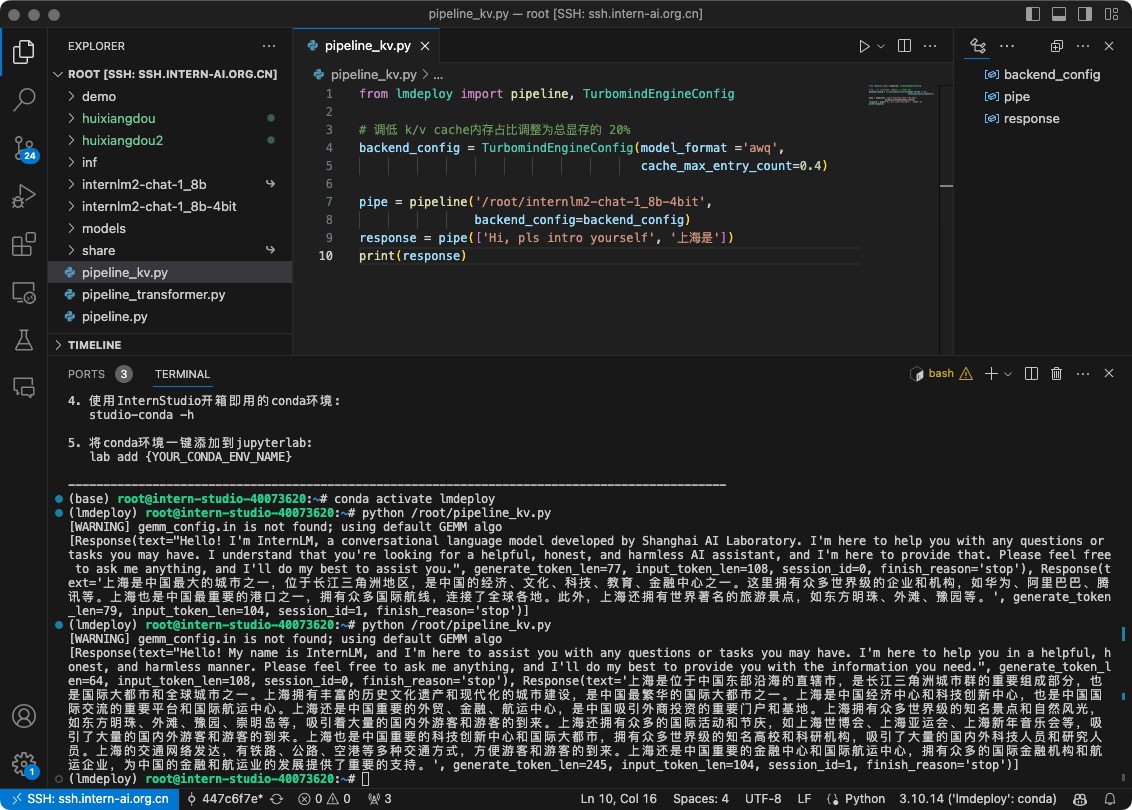 pipeline_kv.py — root [SSH: ssh.intern-ai.org.cn]
EXPLORER
ROOT [SSH: SSH.INTERN-AI.ORG.CN]
demo
huixiangdou
huixiangdou2
inf
internlm2-chat-1_8b
internlm2-chat-1_8b-4bit
models
share
pipeline_kv.py
pipeline_transformer.py
pipeline.py
TIMELINE
24
1
pipeline_kv.py
pipeline_kv.py > ...
1 from lmdeploy import pipeline, TurbomindEngineConfig
2
3 # 调低 k/v cache内存占比调整为总显存的 20%
4 backend_config = TurbomindEngineConfig(model_format ='awq',
5 cache_max_entry_count=0.4)
6
7 pipe = pipeline('/root/internlm2-chat-1_8b-4bit',
8 backend_config=backend_config)
9 response = pipe(['Hi, pls intro yourself', '上海是'])
10 print(response)
backend_config
pipe
response
PORTS 3 TERMINAL
bash
4. 使用InternStudio开箱即用的conda环境:
studio-conda -h
5. 将conda环境一键添加到jupyterlab:
lab add {YOUR_CONDA_ENV_NAME}
(base) root@intern-studio-40073620:~# conda activate lmdeploy
(lmdeploy) root@intern-studio-40073620:~# python /root/pipeline_kv.py
[WARNING] gemm_config.in is not found; using default GEMM algo
[Response(text="Hello! I'm InternLM, a conversational language model developed by Shanghai AI Laboratory. I'm here to help you with any questions or
tasks you may have. I understand that you're looking for a helpful, honest, and harmless AI assistant, and I'm here to provide that. Please feel free
to ask me anything, and I'll do my best to assist you.", generate_token_len=77, input_token_len=108, session_id=0, finish_reason='stop'), Response(t
ext='上海是中国最大的城市之一，位于长江三角洲地区，是中国的经济、文化、科技、教育、金融中心之一。这里拥有众多世界级的企业和机构，如华为、阿里巴巴、腾
讯等。上海也是中国最重要的港口之一，拥有众多国际航线，连接了全球各地。此外，上海还拥有世界著名的旅游景点，如东方明珠、外滩、豫园等。', generate_token
_len=79, input_token_len=104, session_id=1, finish_reason='stop')]
(lmdeploy) root@intern-studio-40073620:~# python /root/pipeline_kv.py
[WARNING] gemm_config.in is not found; using default GEMM algo
[Response(text="Hello! My name is InternLM, and I'm here to assist you with any questions or tasks you may have. I'm here to help you in a helpful, h
onest, and harmless manner. Please feel free to ask me anything, and I'll do my best to provide you with the information you need.", generate_token_l
en=64, input_token_len=108, session_id=0, finish_reason='stop'), Response(text='上海是位于中国东部沿海的直辖市，是长江三角洲城市群的重要组成部分，也
是国际大都市和全球城市之一。上海拥有丰富的历史文化遗产和现代化的城市建设，是中国最繁华的国际大都市之一。上海是中国经济中心和科技创新中心，也是中国国
际交流的重要平台和国际航运中心。上海还是中国重要的外贸、金融、航运中心，是中国吸引外商投资的重要门户和基地。上海拥有众多世界级的知名景点和自然风光，
如东方明珠、外滩、豫园、崇明岛等，吸引着大量的国内外游客和游客的到来。上海还拥有众多的国际活动和节庆，如上海世博会、上海亚运会、上海新年音乐会等，吸
引了大量的国内外游客和游客的到来。上海也是中国重要的科技创新中心和国际大都市，拥有众多世界级的知名高校和科研机构，吸引了大量的国内外科技人员和研究人
员。上海的交通网络发达，有铁路、公路、空港等多种交通方式，方便游客和游客的到来。上海还是中国重要的金融中心和国际航运中心，拥有众多的国际金融机构和航
运企业，为中国的金融和航运业的发展提供了重要的支持。', generate_token_len=245, input_token_len=104, session_id=1, finish_reason='stop')]
(lmdeploy) root@intern-studio-40073620:~#
SSH: ssh.intern-ai.org.cn 447c6f7e* 0 0 3 Ln 10, Col 16 Spaces: 4 UTF-8 LF Python 3.10.14 ('lmdeploy': conda)